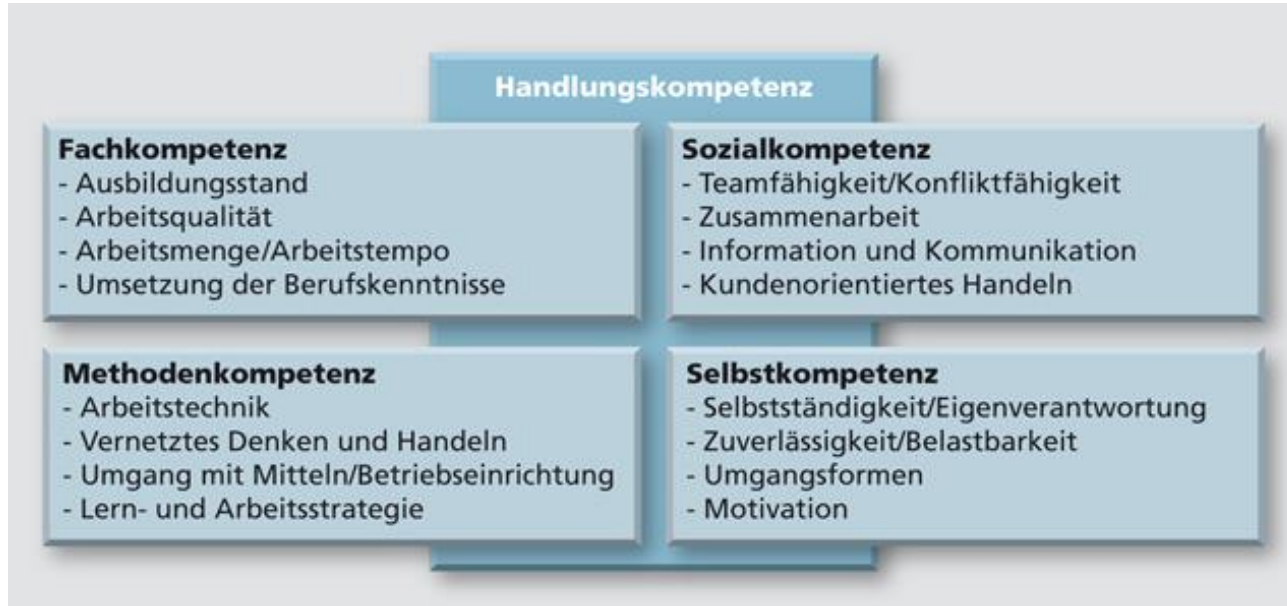 Handlungskompetenz
Fachkompetenz
- Ausbildungsstand
- Arbeitsqualität
- Arbeitsmenge/Arbeitstempo
- Umsetzung der Berufskenntnisse
Sozialkompetenz
- Teamfähigkeit/Konfliktfähigkeit
- Zusammenarbeit
- Information und Kommunikation
- Kundenorientiertes Handeln
Methodenkompetenz
- Arbeitstechnik
- Vernetztes Denken und Handeln
- Umgang mit Mitteln/Betriebseinrichtung
- Lern- und Arbeitsstrategie
Selbstkompetenz
- Selbstständigkeit/Eigenverantwortung
- Zuverlässigkeit/Belastbarkeit
- Umgangsformen
- Motivation